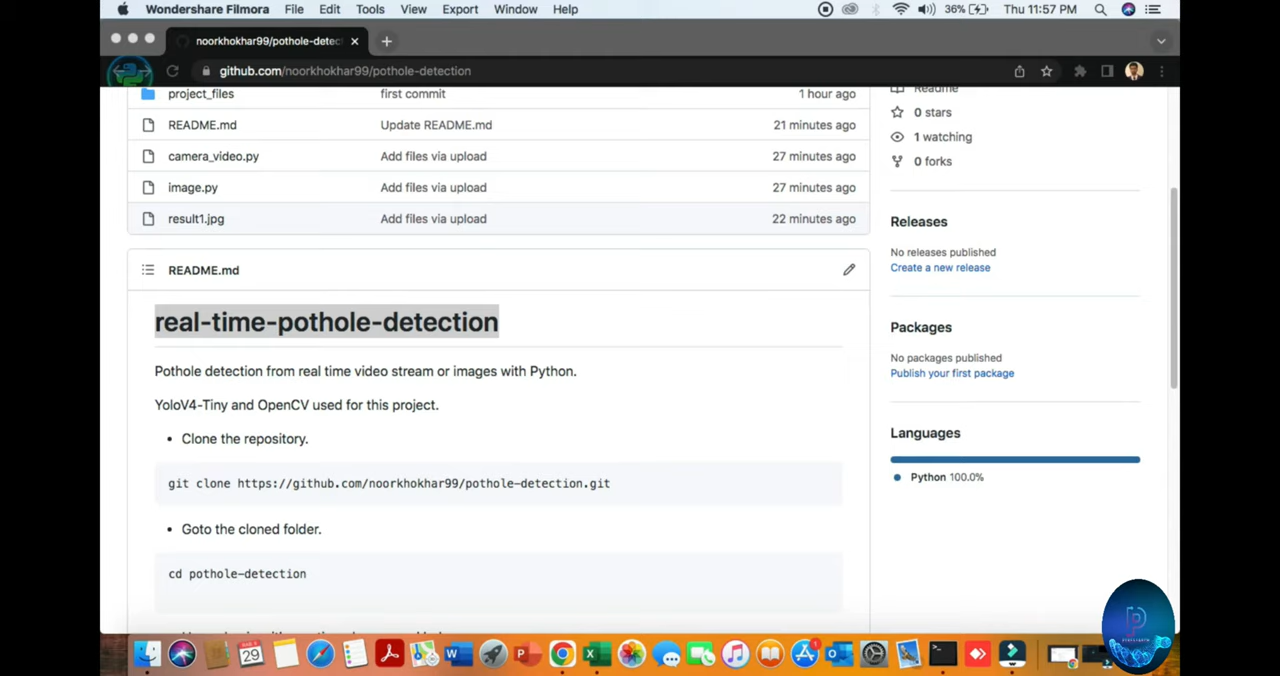 Wondershare Filmora File Edit Tools View Export Window Help 36% Thu 11:57 PM
noorkhokhar99/pothole-detec
github.com/noorkhokhar99/pothole-detection
project_files first commit 1 hour ago
README.md Update README.md 21 minutes ago
camera_video.py Add files via upload 27 minutes ago
image.py Add files via upload 27 minutes ago
result1.jpg Add files via upload 22 minutes ago
README.md
real-time-pothole-detection
Pothole detection from real time video stream or images with Python.
YoloV4-Tiny and OpenCV used for this project.
• Clone the repository.
git clone https://github.com/noorkhokhar99/pothole-detection.git
• Goto the cloned folder.
cd pothole-detection
Readme
0 stars
1 watching
0 forks
Releases
No releases published
Create a new release
Packages
No packages published
Publish your first package
Languages
Python 100.0%
29